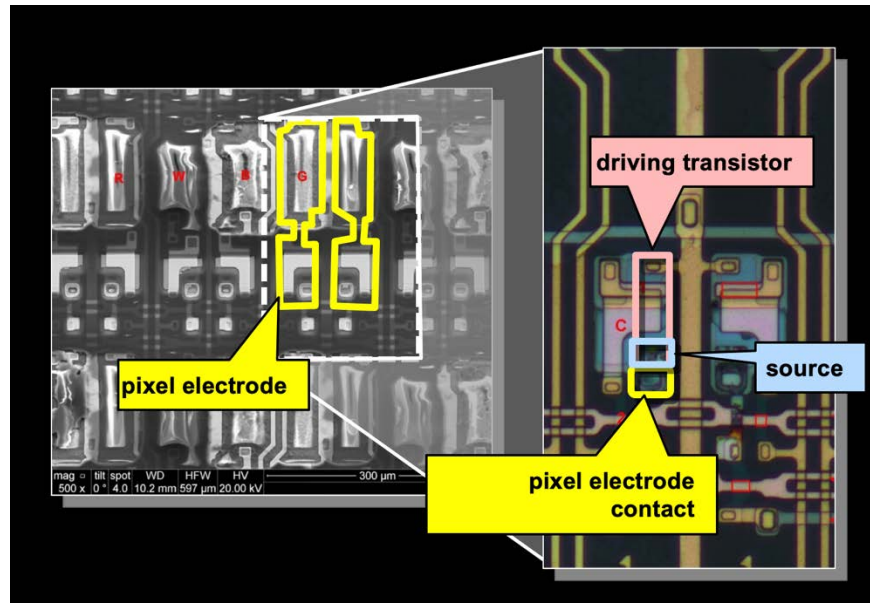 R W B G
pixel electrode
mag ○ tilt spot WD HFW HV
500 x 0 ° 4.0 10.2 mm 597 µm 20.00 kV
300 µm
driving transistor
C
source
pixel electrode
contact